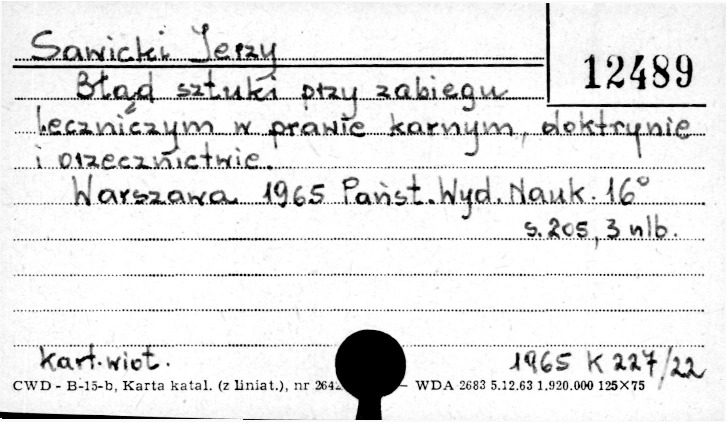 Sawicki Jerzy
12489
Błąd sztuki przy zabiegu
leczniczym w prawie karnym, doktrynie
i orzecznictwie.
Warszawa 1965 Państ. Wyd. Nauk. 16°
s. 205, 3 nlb.
kart. wiot.
1965 K 227/22
CWD - B-15-b, Karta katal. (z liniat.), nr 264 — WDA 2683 5.12.63 1.920.000 125×75